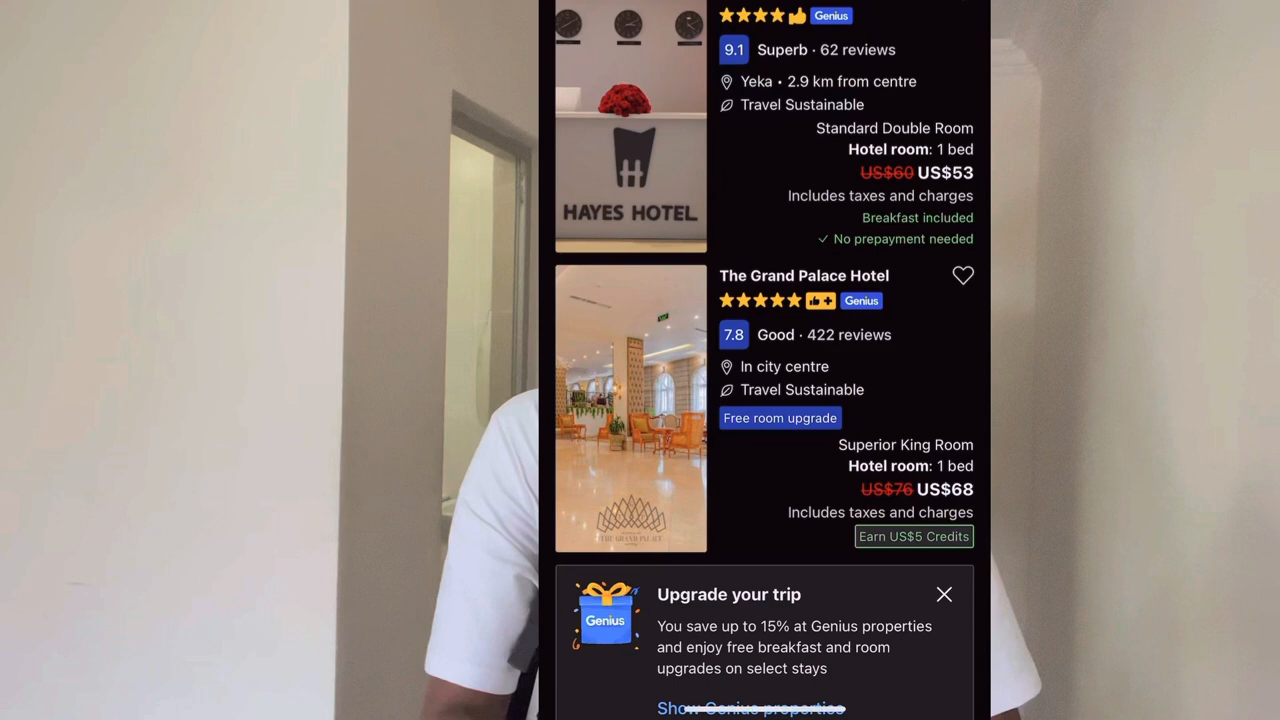 Genius
9.1 Superb · 62 reviews
Yeka • 2.9 km from centre
Travel Sustainable
Standard Double Room
Hotel room: 1 bed
US$60 US$53
Includes taxes and charges
Breakfast included
✓ No prepayment needed
HAYES HOTEL
The Grand Palace Hotel
Genius
7.8 Good · 422 reviews
In city centre
Travel Sustainable
Free room upgrade
Superior King Room
Hotel room: 1 bed
US$76 US$68
Includes taxes and charges
Earn US$5 Credits
THE GRAND PALACE
Genius
Upgrade your trip
You save up to 15% at Genius properties
and enjoy free breakfast and room
upgrades on select stays
Show Genius properties